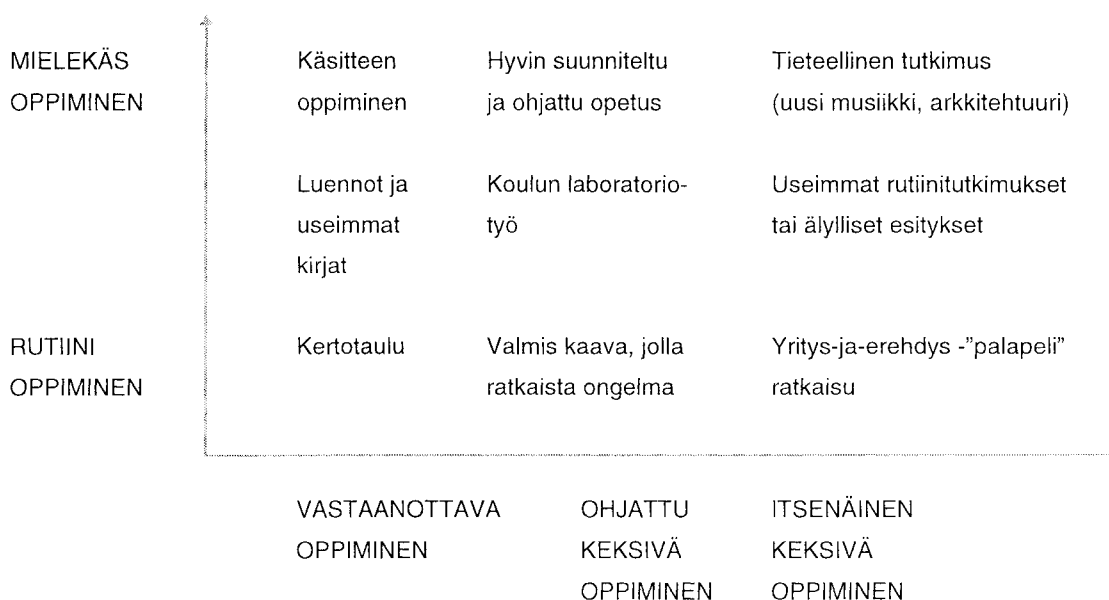 MIELEKÄS Käsitteen Hyvin suunniteltu Tieteellinen tutkimus
OPPIMINEN oppiminen ja ohjattu opetus (uusi musiikki, arkkitehtuuri)
Luennot ja Koulun laboratorio- Useimmat rutiinitutkimukset
useimmat työ tai älylliset esitykset
kirjat
RUTIINI Kertotaulu Valmis kaava, jolla Yritys-ja-erehdys -”palapeli”
OPPIMINEN ratkaista ongelma ratkaisu
VASTAANOTTAVA OHJATTU ITSENÄINEN
OPPIMINEN KEKSIVÄ KEKSIVÄ
OPPIMINEN OPPIMINEN